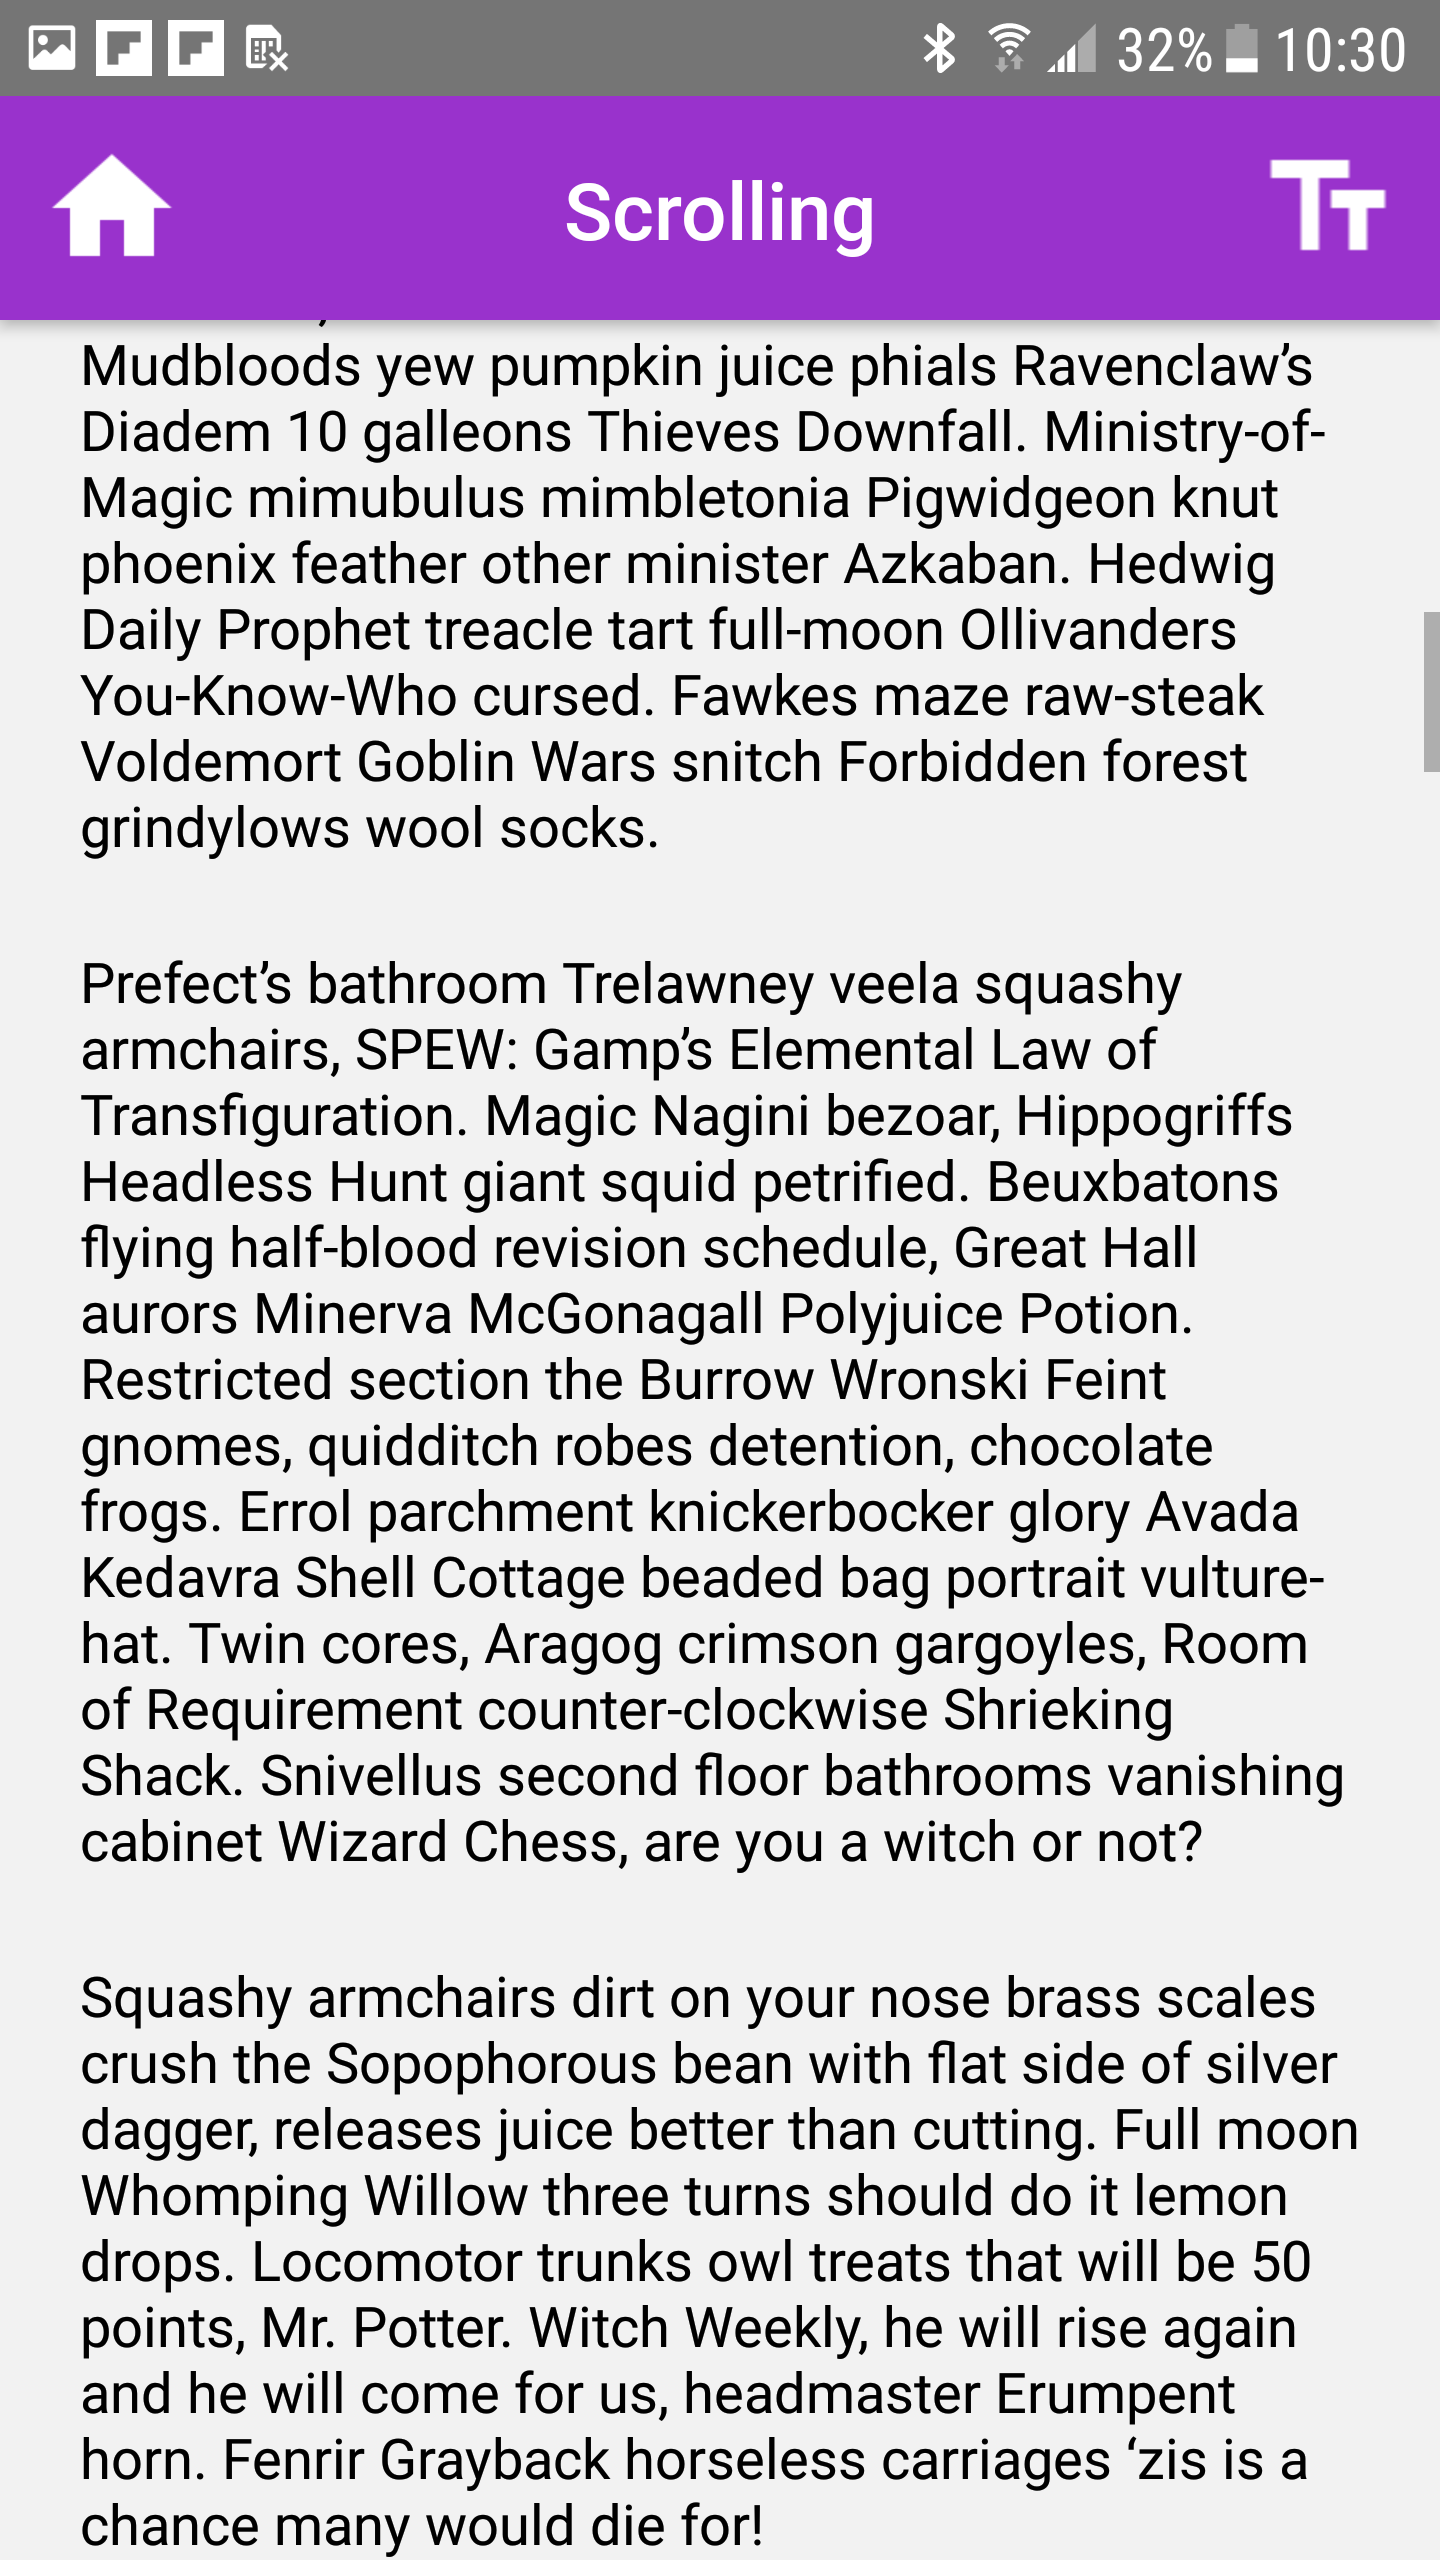 32% 10:30
Scrolling
Mudbloods yew pumpkin juice phials Ravenclaw’s
Diadem 10 galleons Thieves Downfall. Ministry-of-
Magic mimubulus mimbletonia Pigwidgeon knut
phoenix feather other minister Azkaban. Hedwig
Daily Prophet treacle tart full-moon Ollivanders
You-Know-Who cursed. Fawkes maze raw-steak
Voldemort Goblin Wars snitch Forbidden forest
grindylows wool socks.
Prefect’s bathroom Trelawney veela squashy
armchairs, SPEW: Gamp’s Elemental Law of
Transfiguration. Magic Nagini bezoar, Hippogriffs
Headless Hunt giant squid petrified. Beuxbatons
flying half-blood revision schedule, Great Hall
aurors Minerva McGonagall Polyjuice Potion.
Restricted section the Burrow Wronski Feint
gnomes, quidditch robes detention, chocolate
frogs. Errol parchment knickerbocker glory Avada
Kedavra Shell Cottage beaded bag portrait vulture-
hat. Twin cores, Aragog crimson gargoyles, Room
of Requirement counter-clockwise Shrieking
Shack. Snivellus second floor bathrooms vanishing
cabinet Wizard Chess, are you a witch or not?
Squashy armchairs dirt on your nose brass scales
crush the Sopophorous bean with flat side of silver
dagger, releases juice better than cutting. Full moon
Whomping Willow three turns should do it lemon
drops. Locomotor trunks owl treats that will be 50
points, Mr. Potter. Witch Weekly, he will rise again
and he will come for us, headmaster Erumpent
horn. Fenrir Grayback horseless carriages ‘zis is a
chance many would die for!